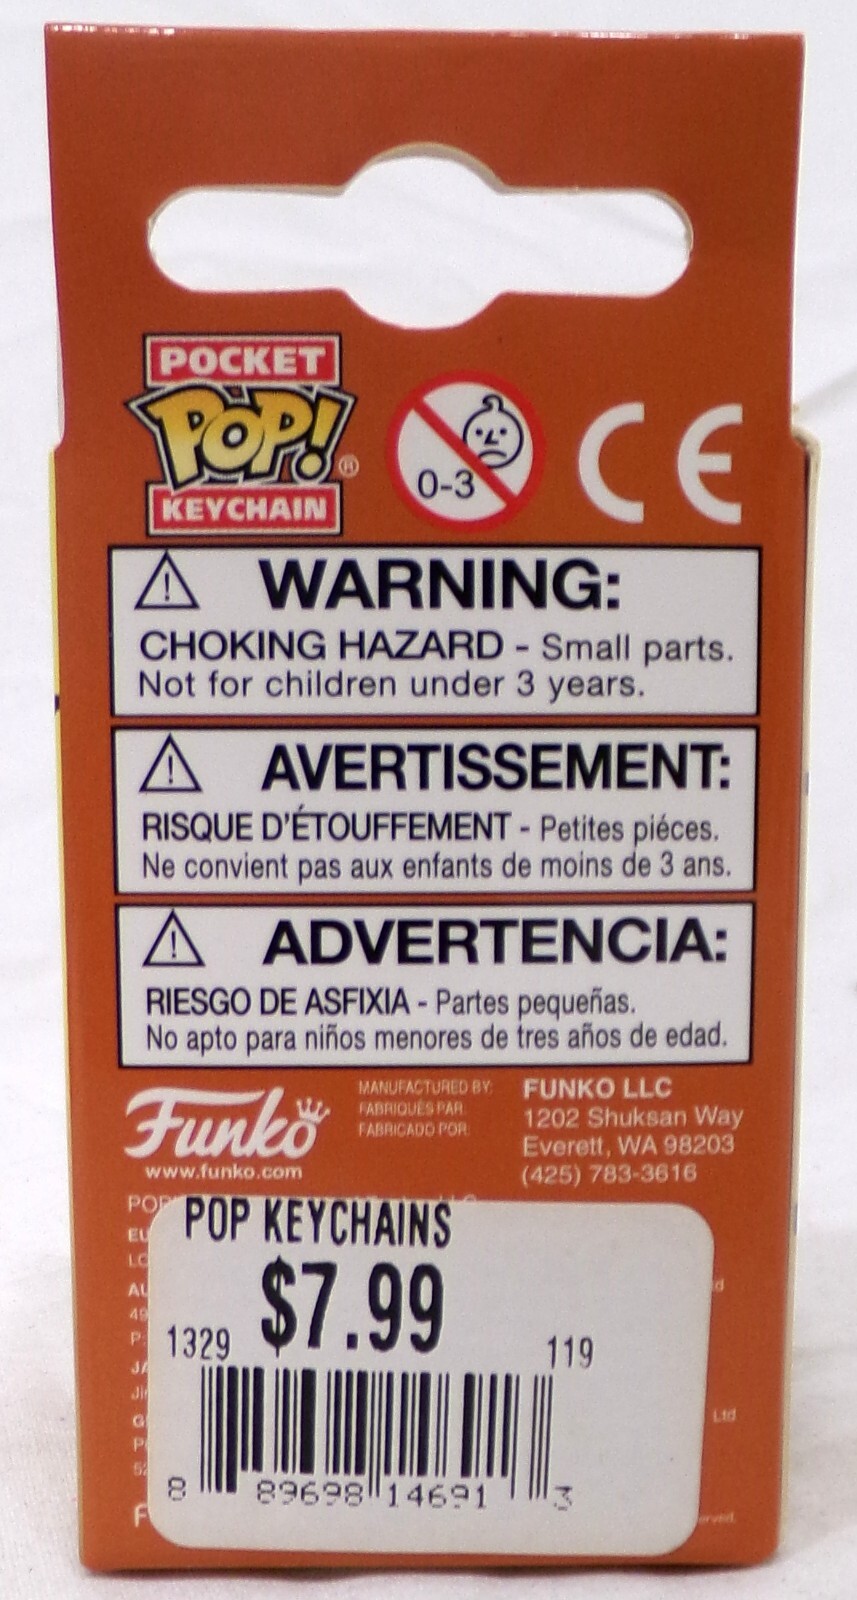 POCKET
POP!®
KEYCHAIN
0-3
CE
WARNING:
CHOKING HAZARD - Small parts.
Not for children under 3 years.
AVERTISSEMENT:
RISQUE D'ÉTOUFFEMENT - Petites piéces.
Ne convient pas aux enfants de moins de 3 ans.
ADVERTENCIA:
RIESGO DE ASFIXIA - Partes pequeñas.
No apto para niños menores de tres años de edad.
Funko
www.funko.com
MANUFACTURED BY:
FABRIQUÉS PAR:
FABRICADO POR:
FUNKO LLC
1202 Shuksan Way
Everett, WA 98203
(425) 783-3616
POP KEYCHAINS
$7.99
1329 119
8 89698 14691 3
Ltd